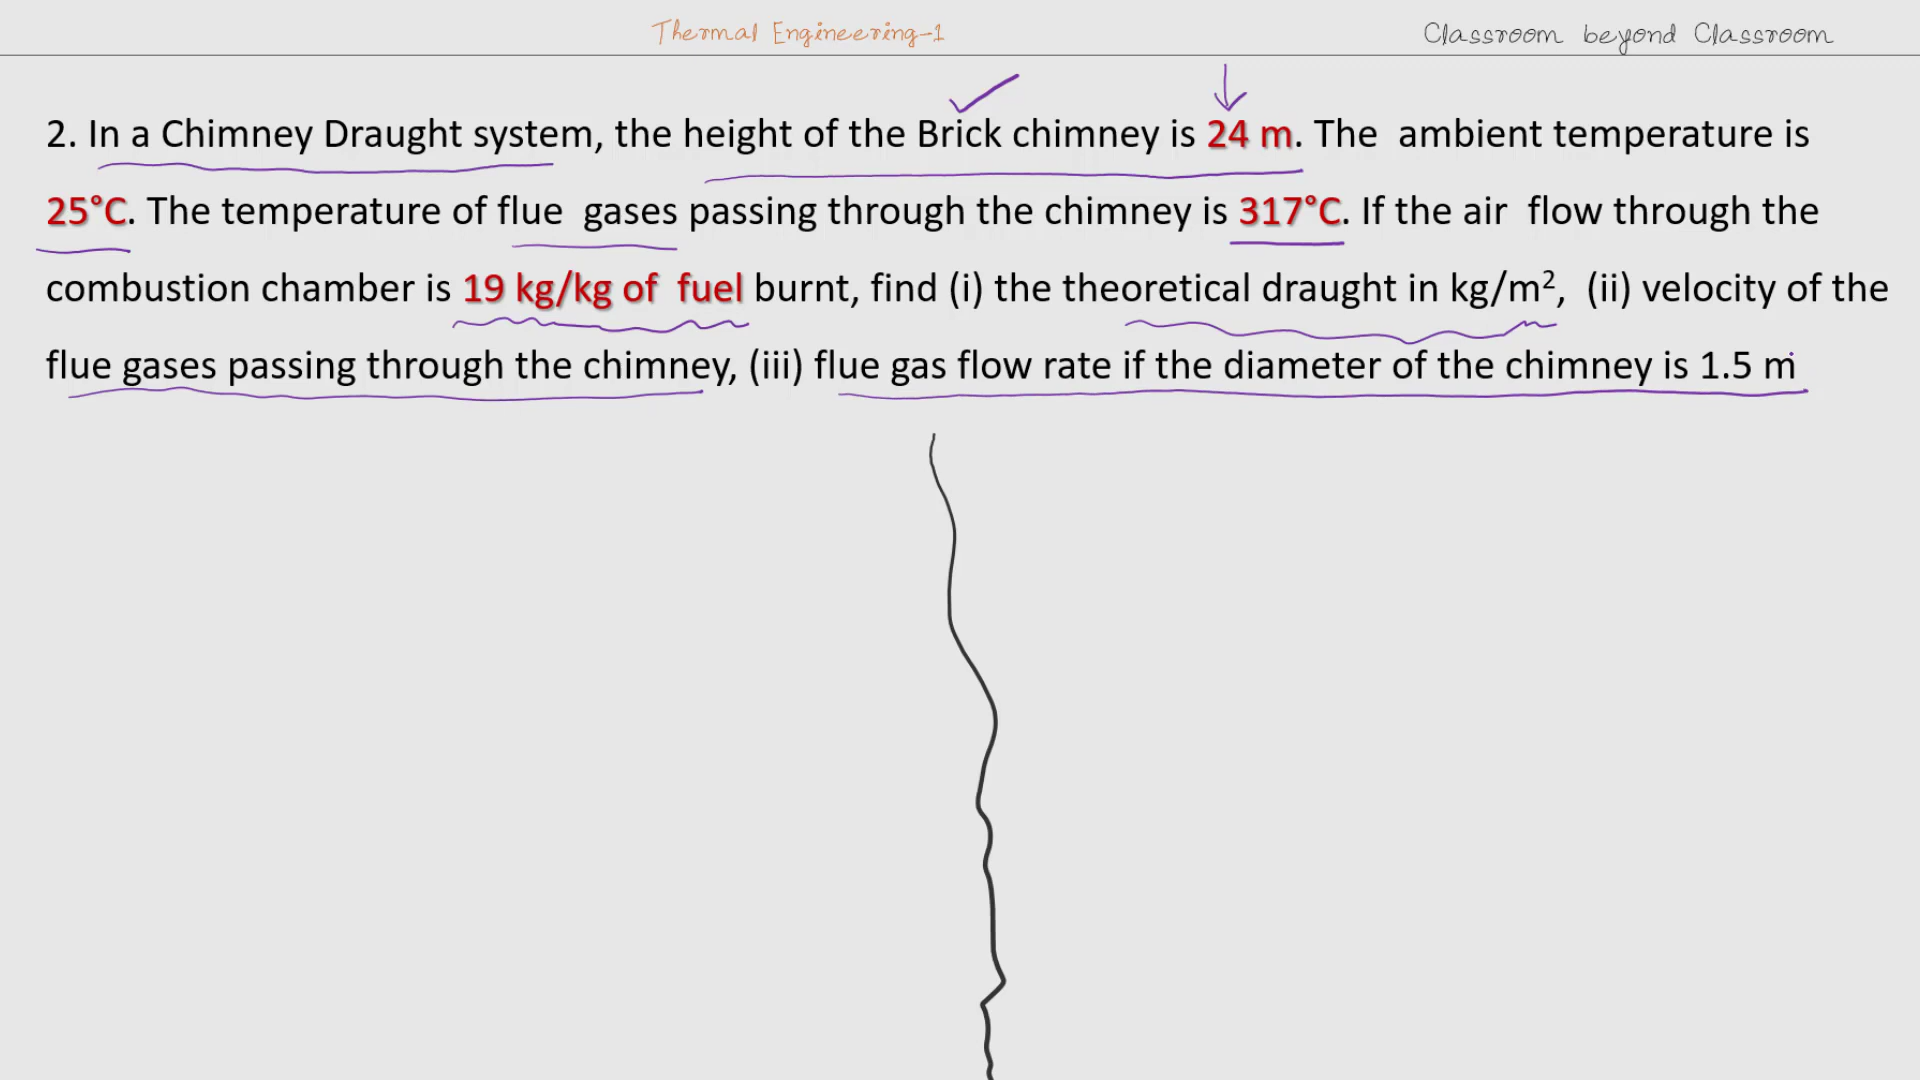 Thermal Engineering-1
Classroom beyond Classroom
2. In a Chimney Draught system, the height of the Brick chimney is 24 m. The ambient temperature is
25°C. The temperature of flue gases passing through the chimney is 317°C. If the air flow through the
combustion chamber is 19 kg/kg of fuel burnt, find (i) the theoretical draught in kg/m², (ii) velocity of the
flue gases passing through the chimney, (iii) flue gas flow rate if the diameter of the chimney is 1.5 m